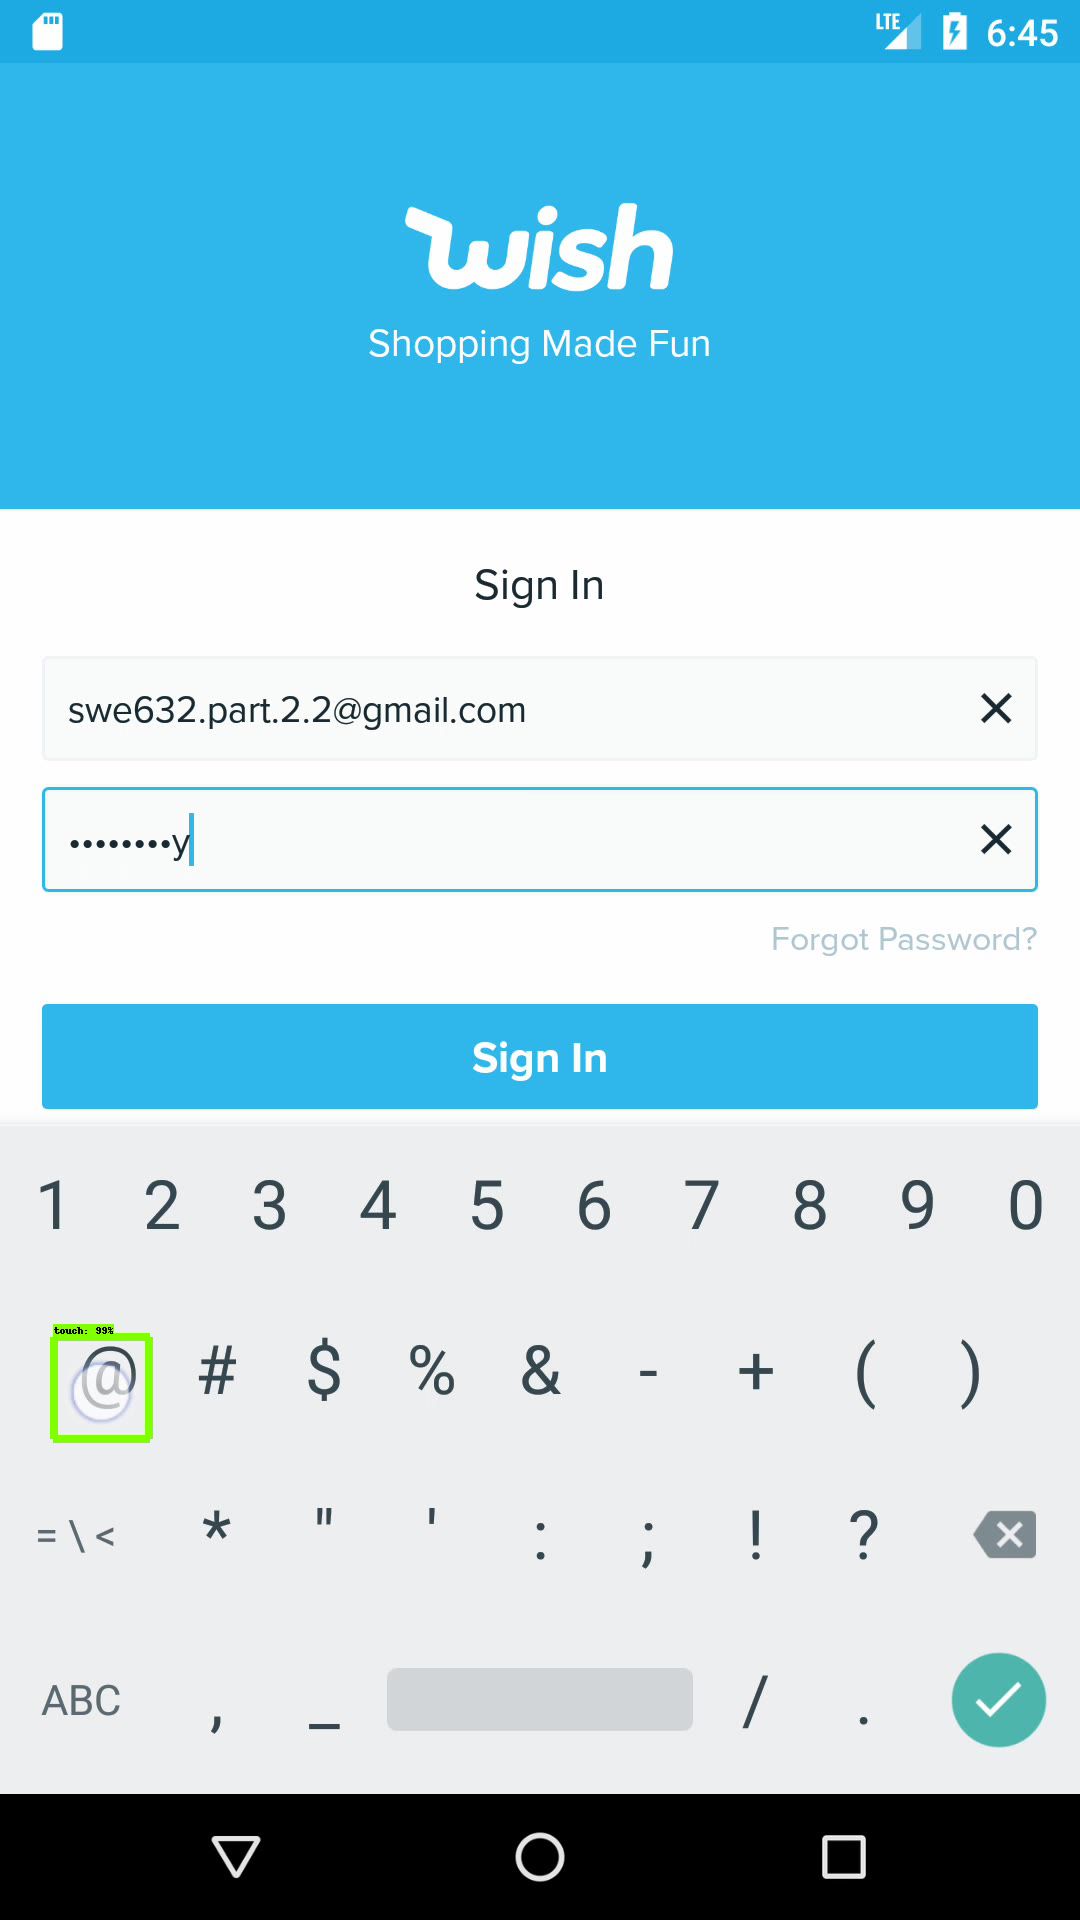 LTE 6:45
wish
Shopping Made Fun
Sign In
swe632.part.2.2@gmail.com
••••••••y
Forgot Password?
Sign In
1 2 3 4 5 6 7 8 9 0
touch: 99%
@ # $ % & - + ( )
= \ < * " ' : ; ! ?
ABC , _ / .